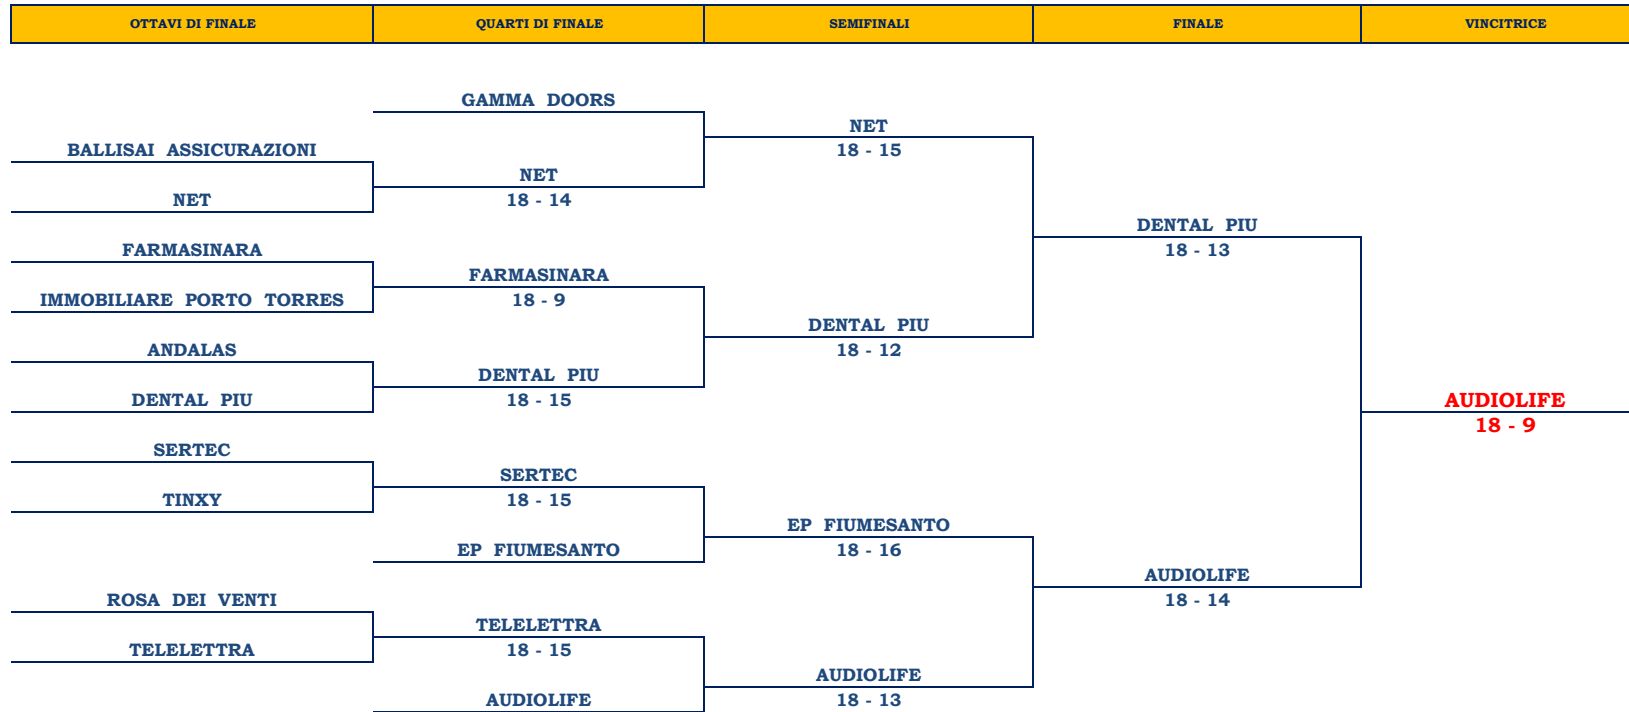 OTTAVI DI FINALE
QUARTI DI FINALE
SEMIFINALI
FINALE
VINCITRICE
GAMMA DOORS
NET
BALLISAI ASSICURAZIONI
18 - 15
NET
NET
18 - 14
DENTAL PIU
FARMASINARA
18 - 13
FARMASINARA
IMMOBILIARE PORTO TORRES
18 - 9
DENTAL PIU
ANDALAS
18 - 12
DENTAL PIU
DENTAL PIU
18 - 15
AUDIOLIFE
18 - 9
SERTEC
SERTEC
TINXY
18 - 15
EP FIUMESANTO
EP FIUMESANTO
18 - 16
AUDIOLIFE
ROSA DEI VENTI
18 - 14
TELELETTRA
TELELETTRA
18 - 15
AUDIOLIFE
AUDIOLIFE
18 - 13